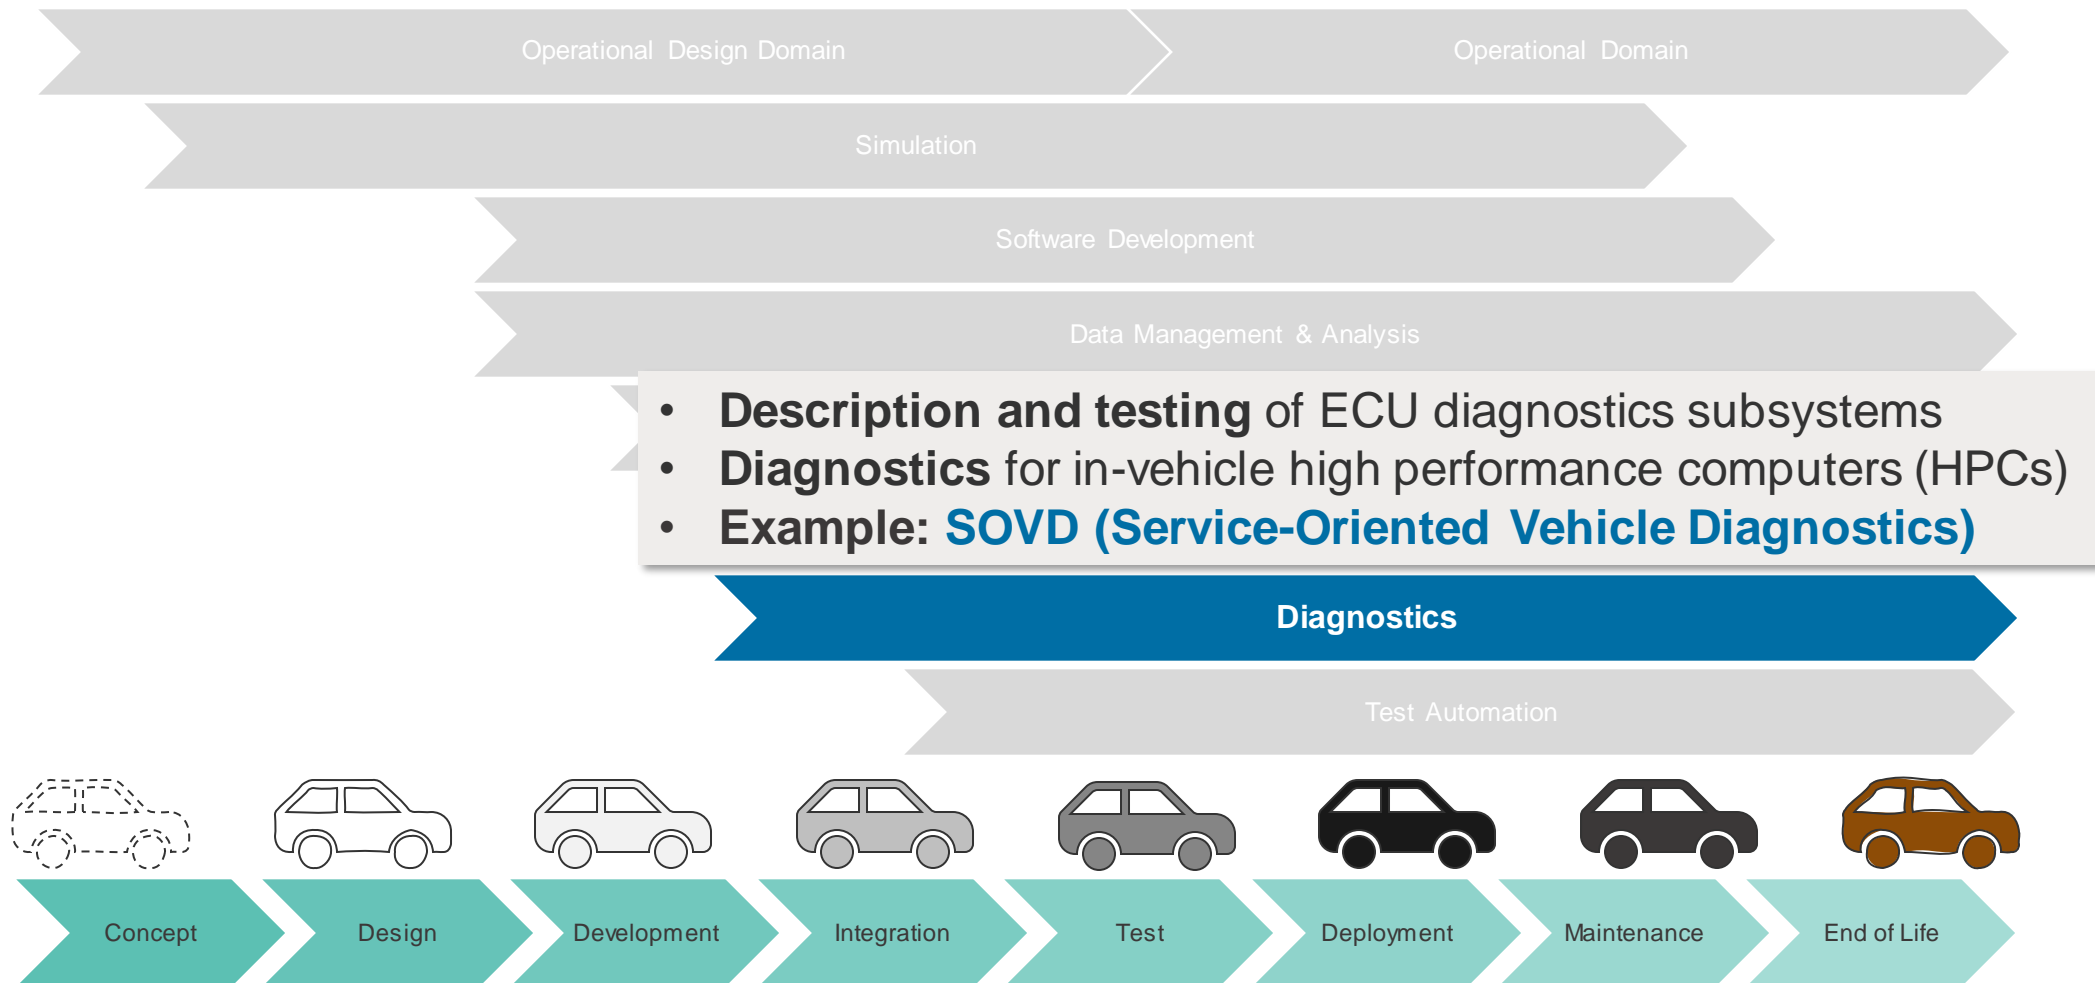 Operational Design Domain
Operational Domain
Simulation
Software Development
Data Management & Analysis
• Description and testing of ECU diagnostics subsystems
• Diagnostics for in-vehicle high performance computers (HPCs)
• Example: SOVD (Service-Oriented Vehicle Diagnostics)
Diagnostics
Test Automation
Concept
Design
Development
Integration
Test
Deployment
Maintenance
End of Life